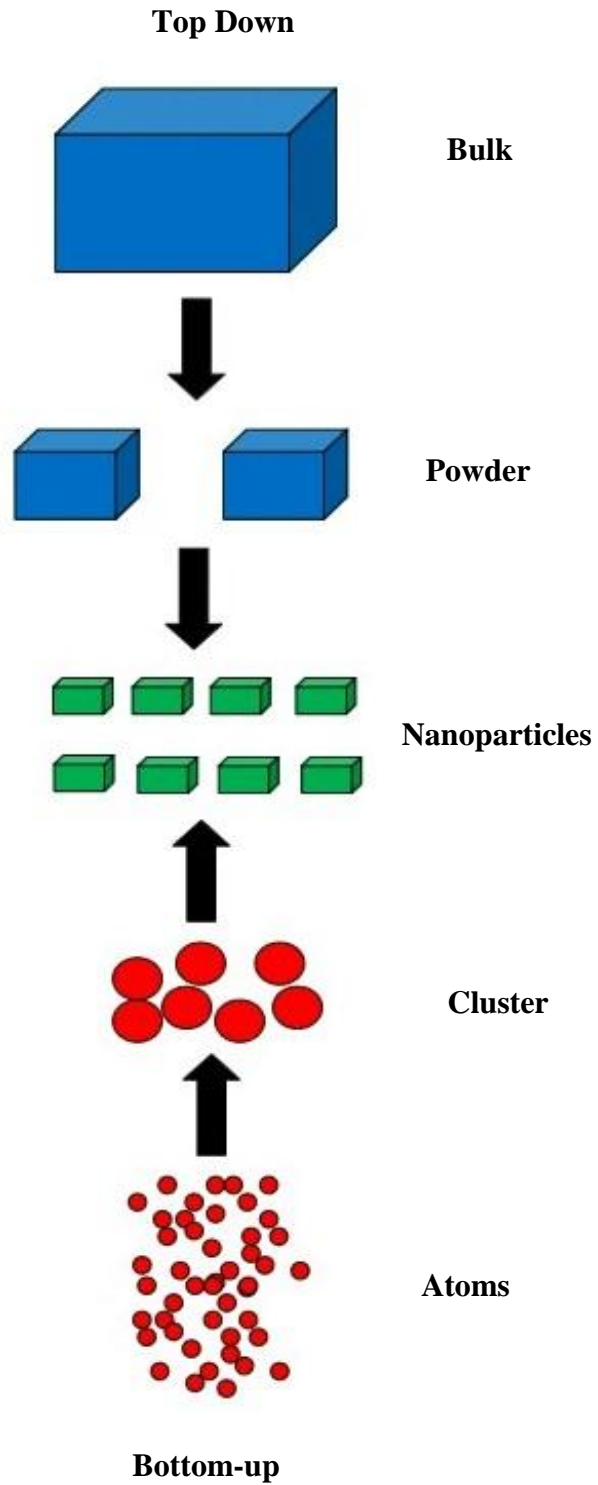 Top Down
Bulk
Powder
Nanoparticles
Cluster
Atoms
Bottom-up